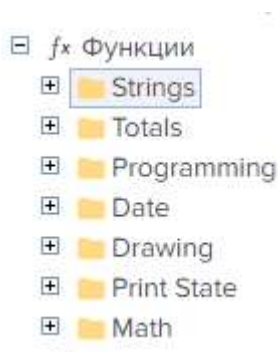 fx Функции
Strings
Totals
Programming
Date
Drawing
Print State
Math